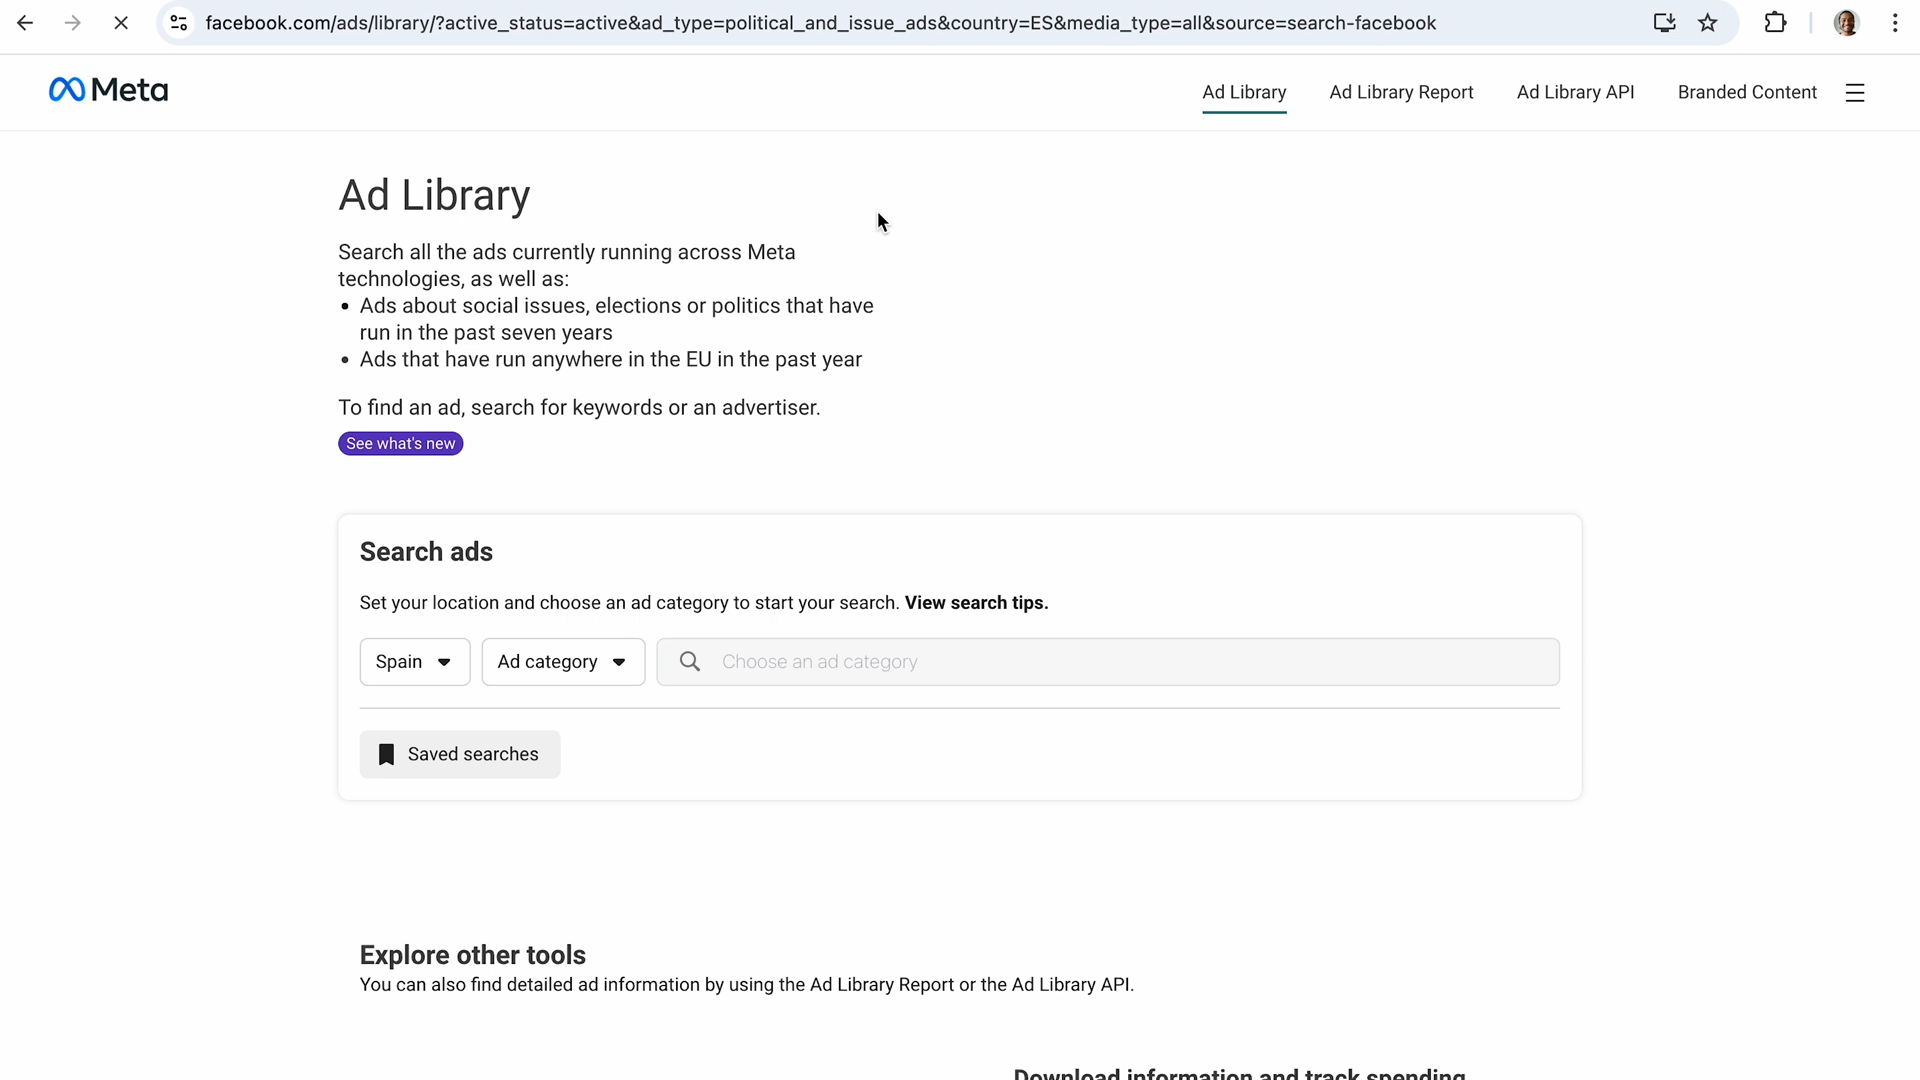 facebook.com/ads/library/?active_status=active&ad_type=political_and_issue_ads&country=ES&media_type=all&source=search-facebook
Meta
Ad Library
Ad Library Report
Ad Library API
Branded Content
Ad Library
Search all the ads currently running across Meta
technologies, as well as:
• Ads about social issues, elections or politics that have
run in the past seven years
• Ads that have run anywhere in the EU in the past year
To find an ad, search for keywords or an advertiser.
See what's new
Search ads
Set your location and choose an ad category to start your search. View search tips.
Spain
Ad category
Choose an ad category
Saved searches
Explore other tools
You can also find detailed ad information by using the Ad Library Report or the Ad Library API.
Download information and track spending